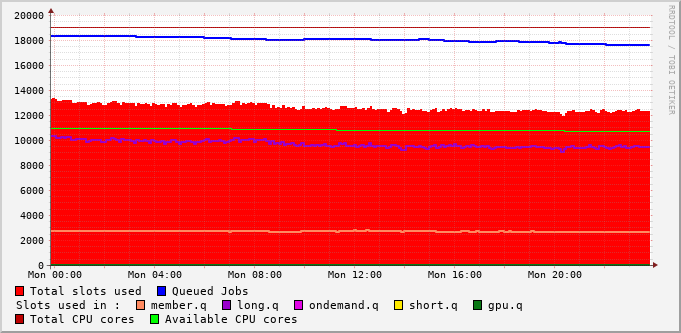 20000
18000
16000
14000
12000
10000
8000
6000
4000
2000
0
Mon 00:00 Mon 04:00 Mon 08:00 Mon 12:00 Mon 16:00 Mon 20:00
Total slots used Queued Jobs
Slots used in : member.q long.q ondemand.q short.q gpu.q
Total CPU cores Available CPU cores
RRDTOOL / TOBI OETIKER